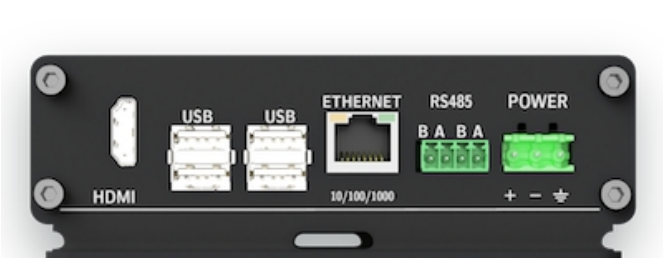 USB
USB
ETHERNET
RS485
POWER
B A B A
HDMI
10/100/1000
+ − ⏚